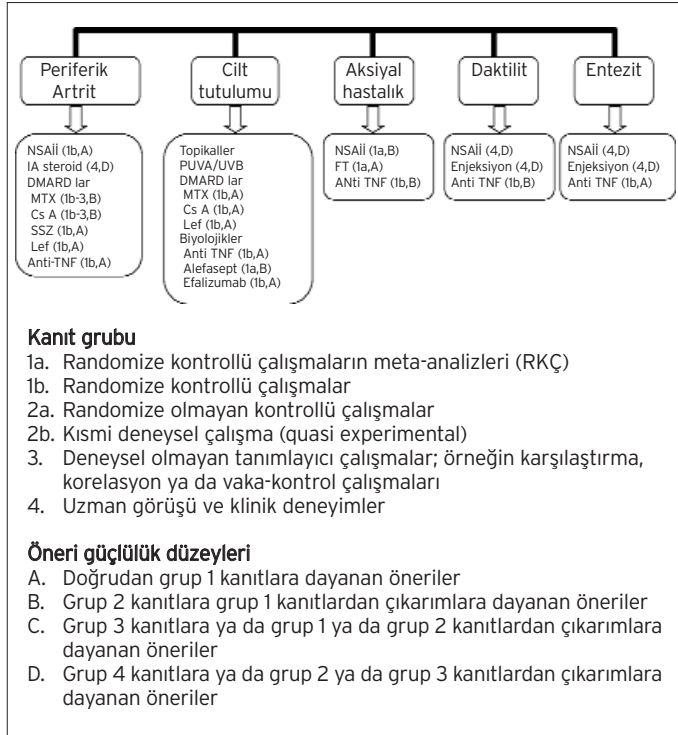 Periferik
Artrit
Cilt
tutulumu
Aksiyal
hastalık
Daktilit
Entezit
NSAİİ (1b,A)
IA steroid (4,D)
DMARD lar
MTX (1b-3,B)
Cs A (1b-3,B)
SSZ (1b,A)
Lef (1b,A)
Anti-TNF (1b,A)
Topikaller
PUVA/UVB
DMARD lar
MTX (1b,A)
Cs A (1b,A)
Lef (1b,A)
Biyolojikler
Anti TNF (1b,A)
Alefasept (1a,B)
Efalizumab (1b,A)
NSAİİ (1a,B)
FT (1a,A)
ANti TNF (1b,B)
NSAİİ (4,D)
Enjeksiyon (4,D)
Anti TNF (1b,B)
NSAİİ (4,D)
Enjeksiyon (4,D)
Anti TNF (1b,A)
Kanıt grubu
1a. Randomize kontrollü çalışmaların meta-analizleri (RKÇ)
1b. Randomize kontrollü çalışmalar
2a. Randomize olmayan kontrollü çalışmalar
2b. Kısmi deneysel çalışma (quasi experimental)
3. Deneysel olmayan tanımlayıcı çalışmalar; örneğin karşılaştırma,
korelasyon ya da vaka-kontrol çalışmaları
4. Uzman görüşü ve klinik deneyimler
Öneri güçlülük düzeyleri
A. Doğrudan grup 1 kanıtlara dayanan öneriler
B. Grup 2 kanıtlara grup 1 kanıtlardan çıkarımlara dayanan öneriler
C. Grup 3 kanıtlara ya da grup 1 ya da grup 2 kanıtlardan çıkarımlara
dayanan öneriler
D. Grup 4 kanıtlara ya da grup 2 ya da grup 3 kanıtlardan çıkarımlara
dayanan öneriler